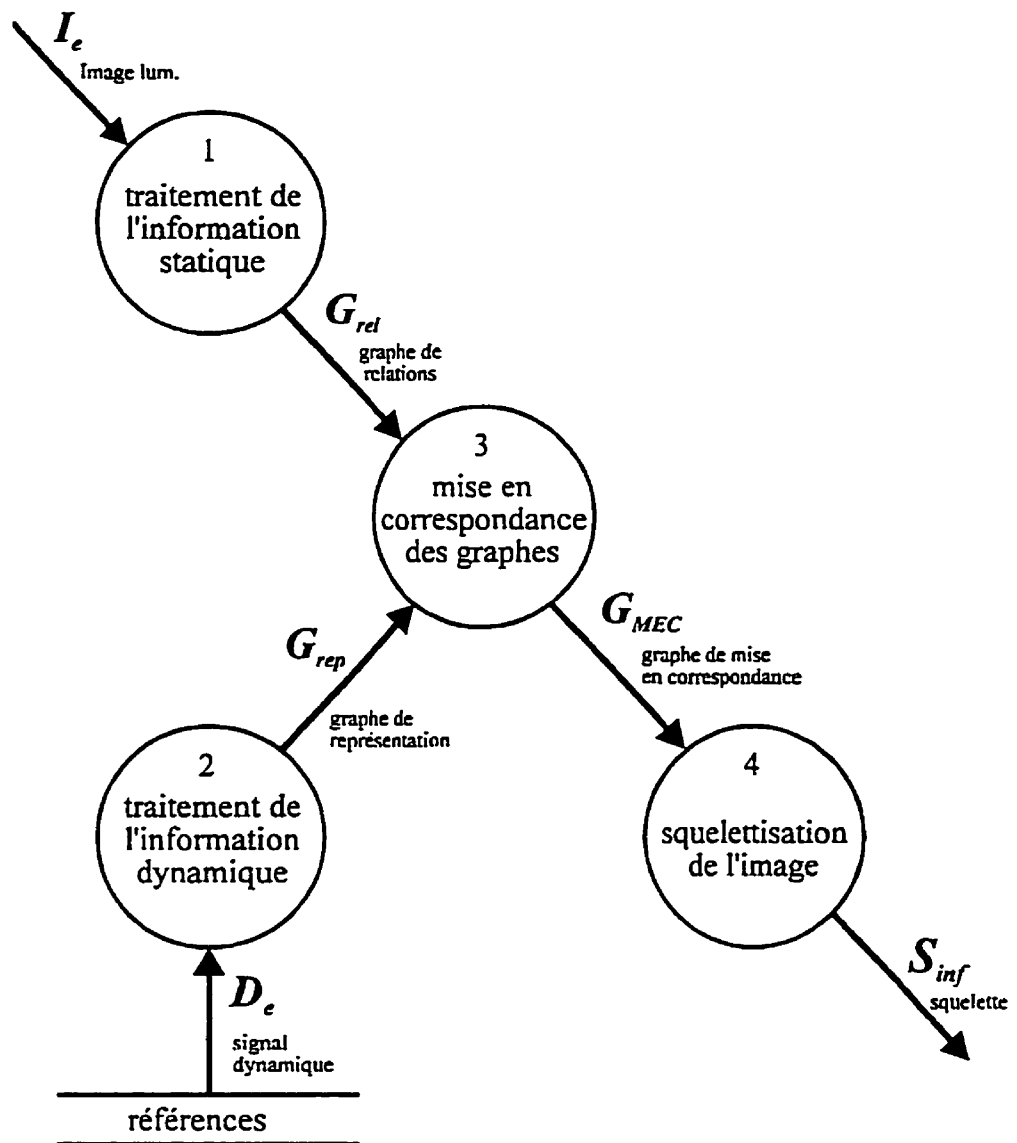 I_e
Image lum.
1
traitement de
l'information
statique
G_rel
graphe de
relations
3
mise en
correspondance
des graphes
G_MEC
graphe de mise
en correspondance
G_rep
graphe de
représentation
2
traitement de
l'information
dynamique
4
squelettisation
de l'image
S_inf
squelette
D_e
signal
dynamique
références